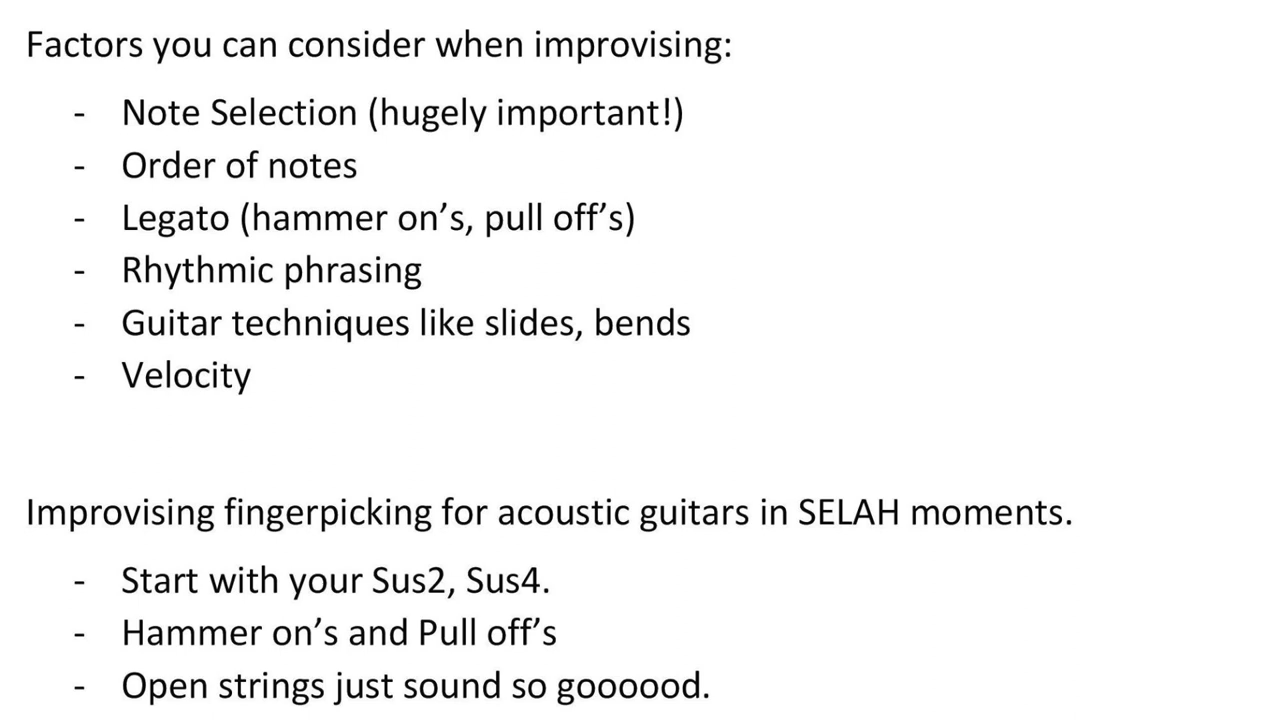 Factors you can consider when improvising:
- Note Selection (hugely important!)
- Order of notes
- Legato (hammer on’s, pull off’s)
- Rhythmic phrasing
- Guitar techniques like slides, bends
- Velocity
Improvising fingerpicking for acoustic guitars in SELAH moments.
- Start with your Sus2, Sus4.
- Hammer on’s and Pull off’s
- Open strings just sound so goooood.